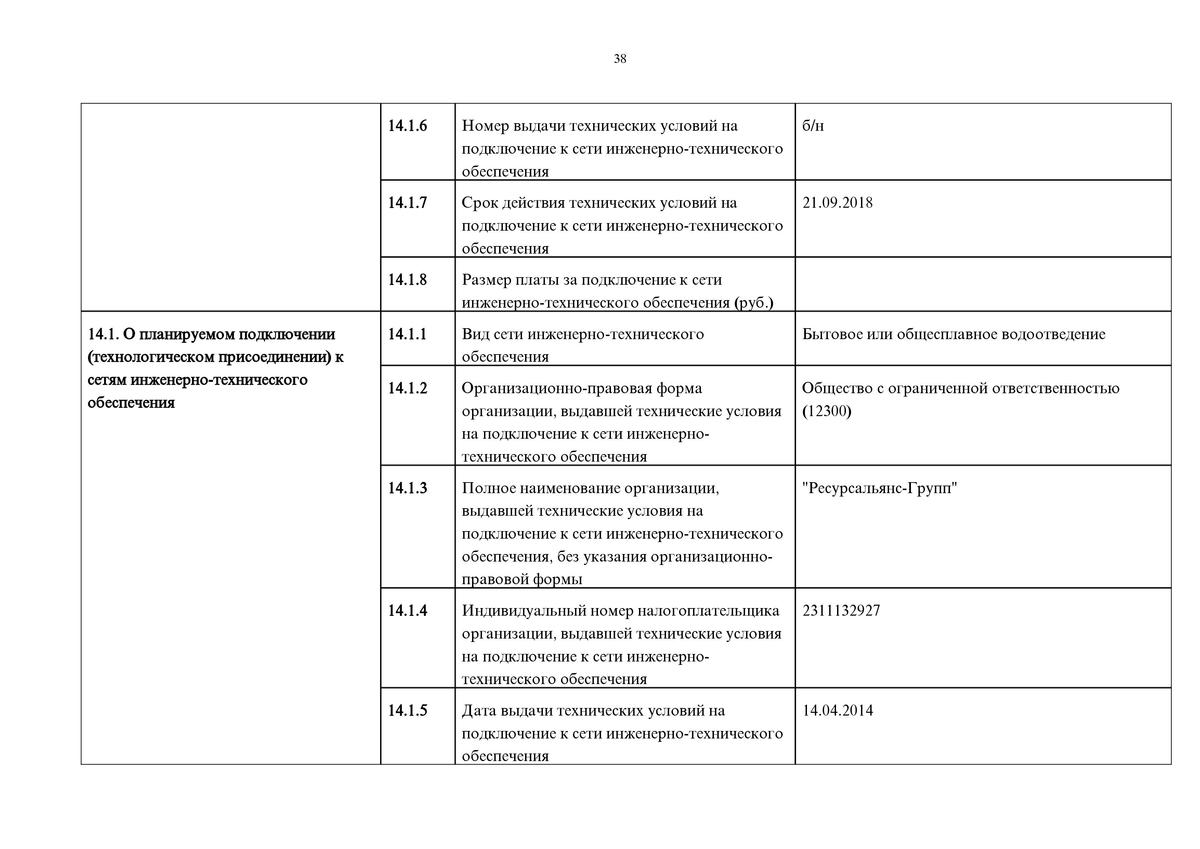 38
14.1.6
Номер выдачи технических условий на
подключение к сети инженерно-технического
обеспечения
б/н
14.1.7
Срок действия технических условий на
подключение к сети инженерно-технического
обеспечения
21.09.2018
14.1.8
Размер платы за подключение к сети
инженерно-технического обеспечения (руб.)
14.1. О планируемом подключении
(технологическом присоединении) к
сетям инженерно-технического
обеспечения
14.1.1
Вид сети инженерно-технического
обеспечения
Бытовое или общесплавное водоотведение
14.1.2
Организационно-правовая форма
организации, выдавшей технические условия
на подключение к сети инженерно-
технического обеспечения
Общество с ограниченной ответственностью
(12300)
14.1.3
Полное наименование организации,
выдавшей технические условия на
подключение к сети инженерно-технического
обеспечения, без указания организационно-
правовой формы
"Ресурсальянс-Групп"
14.1.4
Индивидуальный номер налогоплательщика
организации, выдавшей технические условия
на подключение к сети инженерно-
технического обеспечения
2311132927
14.1.5
Дата выдачи технических условий на
подключение к сети инженерно-технического
обеспечения
14.04.2014